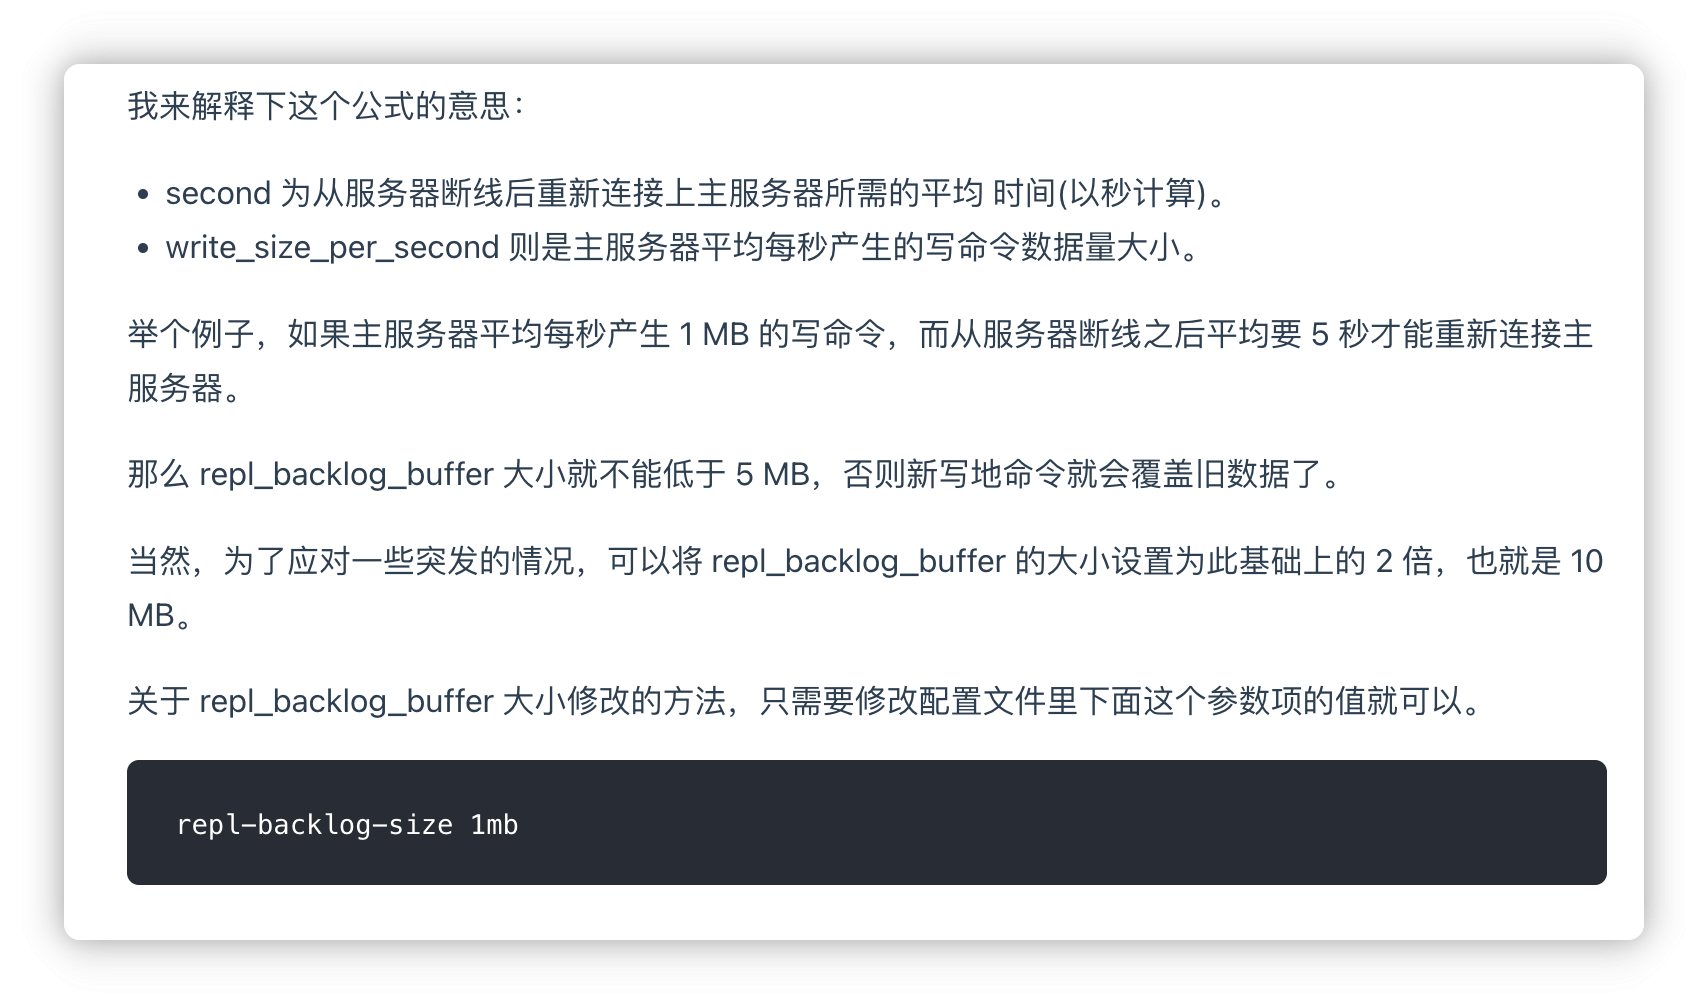 我来解释下这个公式的意思：
• second 为从服务器断线后重新连接上主服务器所需的平均 时间(以秒计算)。
• write_size_per_second 则是主服务器平均每秒产生的写命令数据量大小。
举个例子，如果主服务器平均每秒产生 1 MB 的写命令，而从服务器断线之后平均要 5 秒才能重新连接主
服务器。
那么 repl_backlog_buffer 大小就不能低于 5 MB，否则新写地命令就会覆盖旧数据了。
当然，为了应对一些突发的情况，可以将 repl_backlog_buffer 的大小设置为此基础上的 2 倍，也就是 10
MB。
关于 repl_backlog_buffer 大小修改的方法，只需要修改配置文件里下面这个参数项的值就可以。
repl-backlog-size 1mb